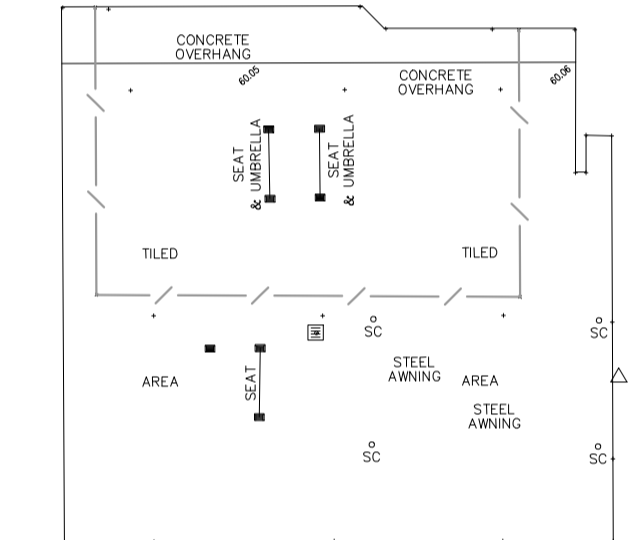 CONCRETE
OVERHANG
60.05
CONCRETE
OVERHANG
60.06
SEAT
& UMBRELLA
SEAT
& UMBRELLA
TILED
TILED
SC
SC
STEEL
AWNING
AREA
SEAT
AREA
STEEL
AWNING
SC
SC